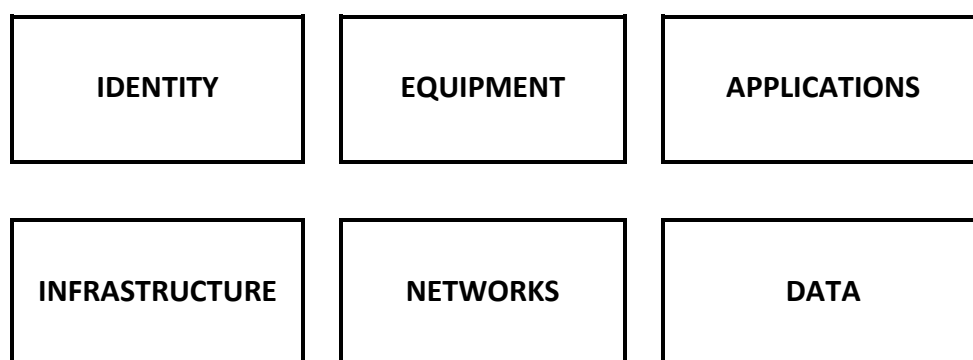 IDENTITY
EQUIPMENT
APPLICATIONS
INFRASTRUCTURE
NETWORKS
DATA